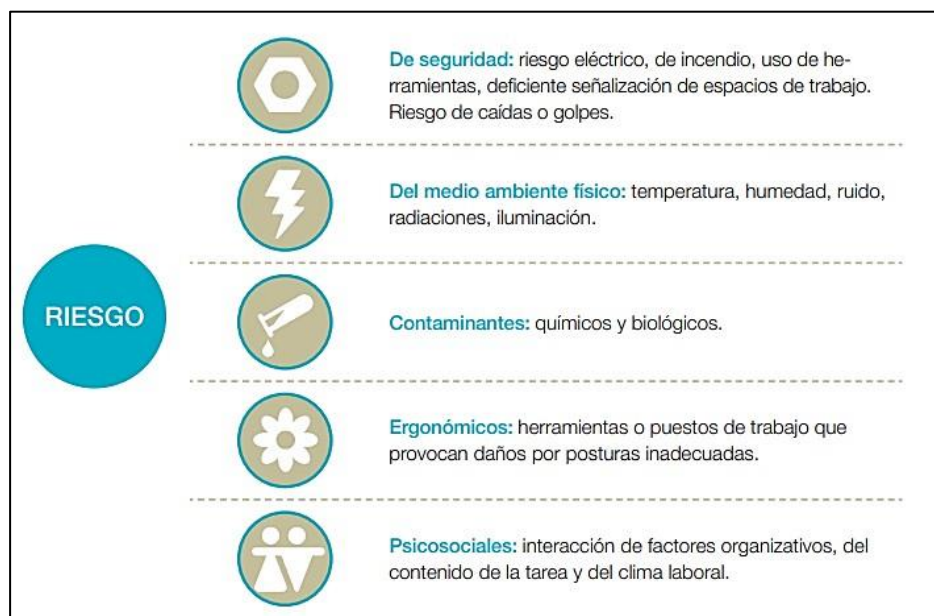 De seguridad: riesgo eléctrico, de incendio, uso de he-
rramientas, deficiente señalización de espacios de trabajo.
Riesgo de caídas o golpes.
Del medio ambiente físico: temperatura, humedad, ruido,
radiaciones, iluminación.
RIESGO
Contaminantes: químicos y biológicos.
Ergonómicos: herramientas o puestos de trabajo que
provocan daños por posturas inadecuadas.
Psicosociales: interacción de factores organizativos, del
contenido de la tarea y del clima laboral.